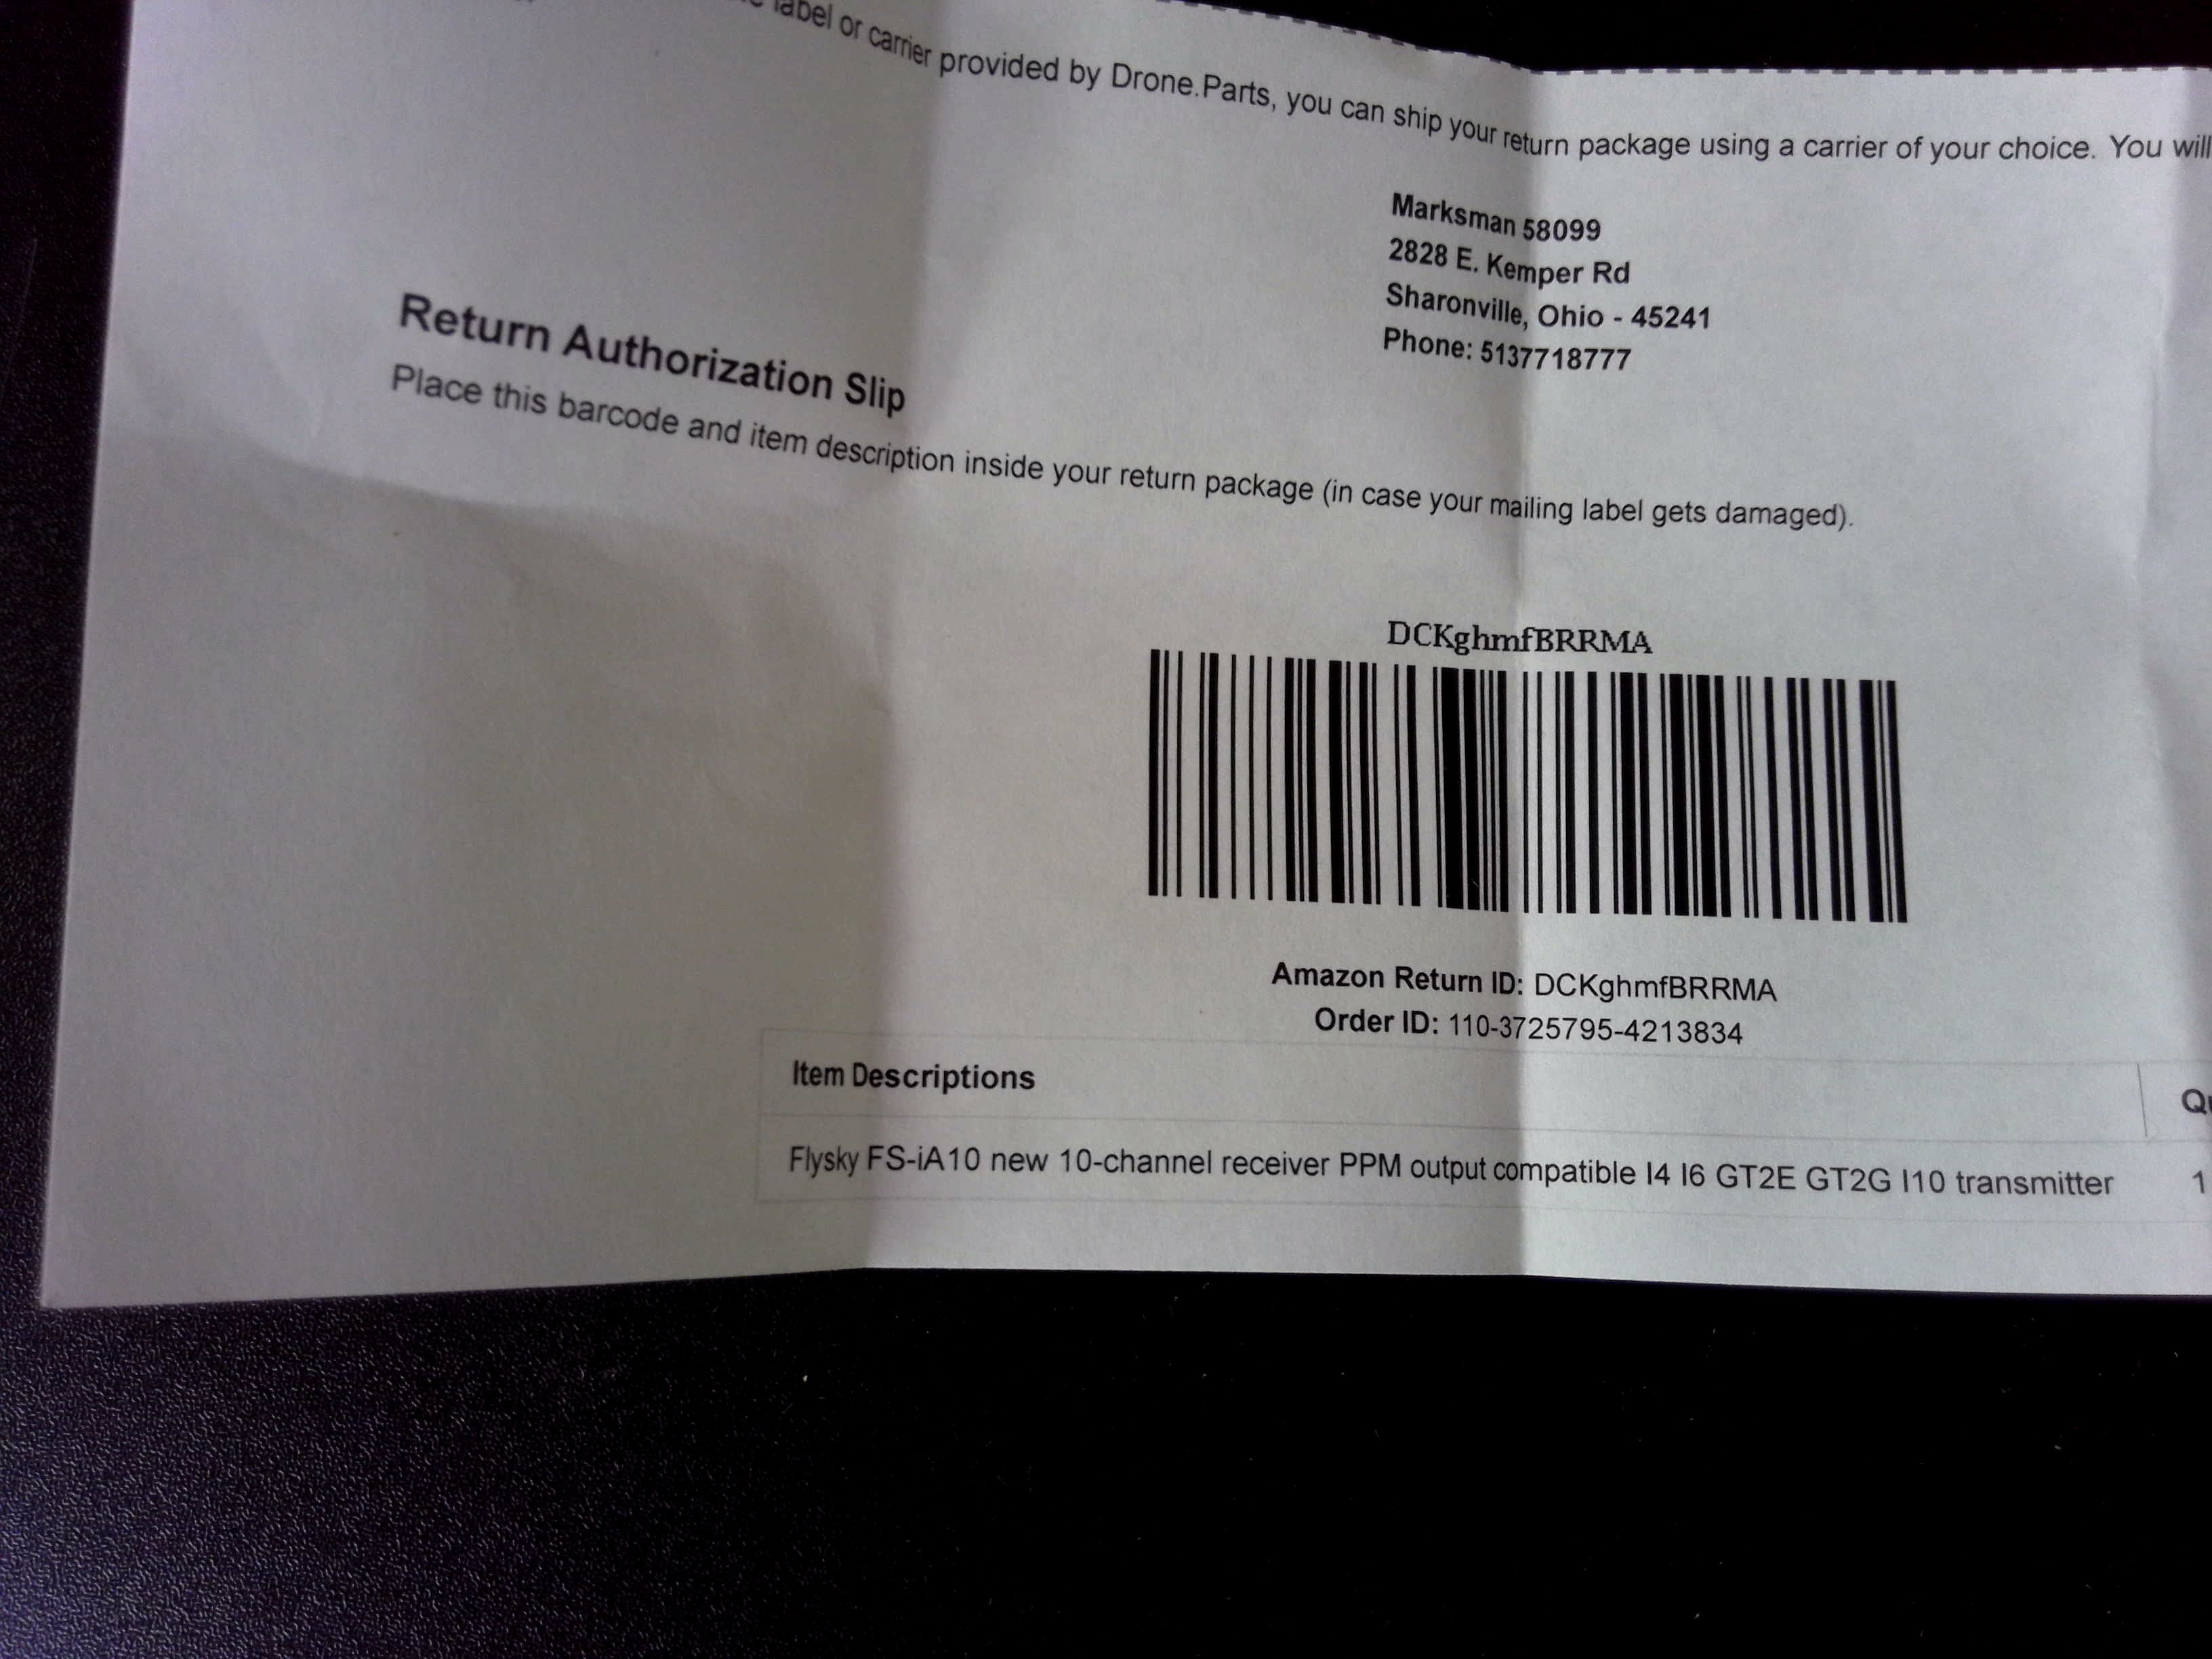 label or carrier provided by Drone.Parts, you can ship your return package using a carrier of your choice. You will
Marksman 58099
2828 E. Kemper Rd
Sharonville, Ohio - 45241
Phone: 5137718777
Return Authorization Slip
Place this barcode and item description inside your return package (in case your mailing label gets damaged).
DCKghmfBRRMA
Amazon Return ID: DCKghmfBRRMA
Order ID: 110-3725795-4213834
Item Descriptions
Flysky FS-iA10 new 10-channel receiver PPM output compatible I4 I6 GT2E GT2G I10 transmitter 1